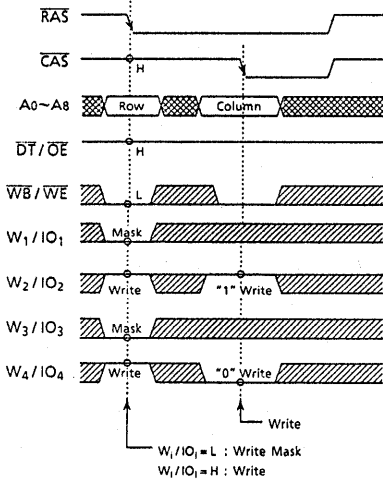 RAS
CAS H
A0~A8 Row Column
DT/OE H
WB/WE L
W1/IO1 Mask
W2/IO2 Write "1" Write
W3/IO3 Mask
W4/IO4 Write "0" Write
Write
Wi/IOi = L : Write Mask
Wi/IOi = H : Write